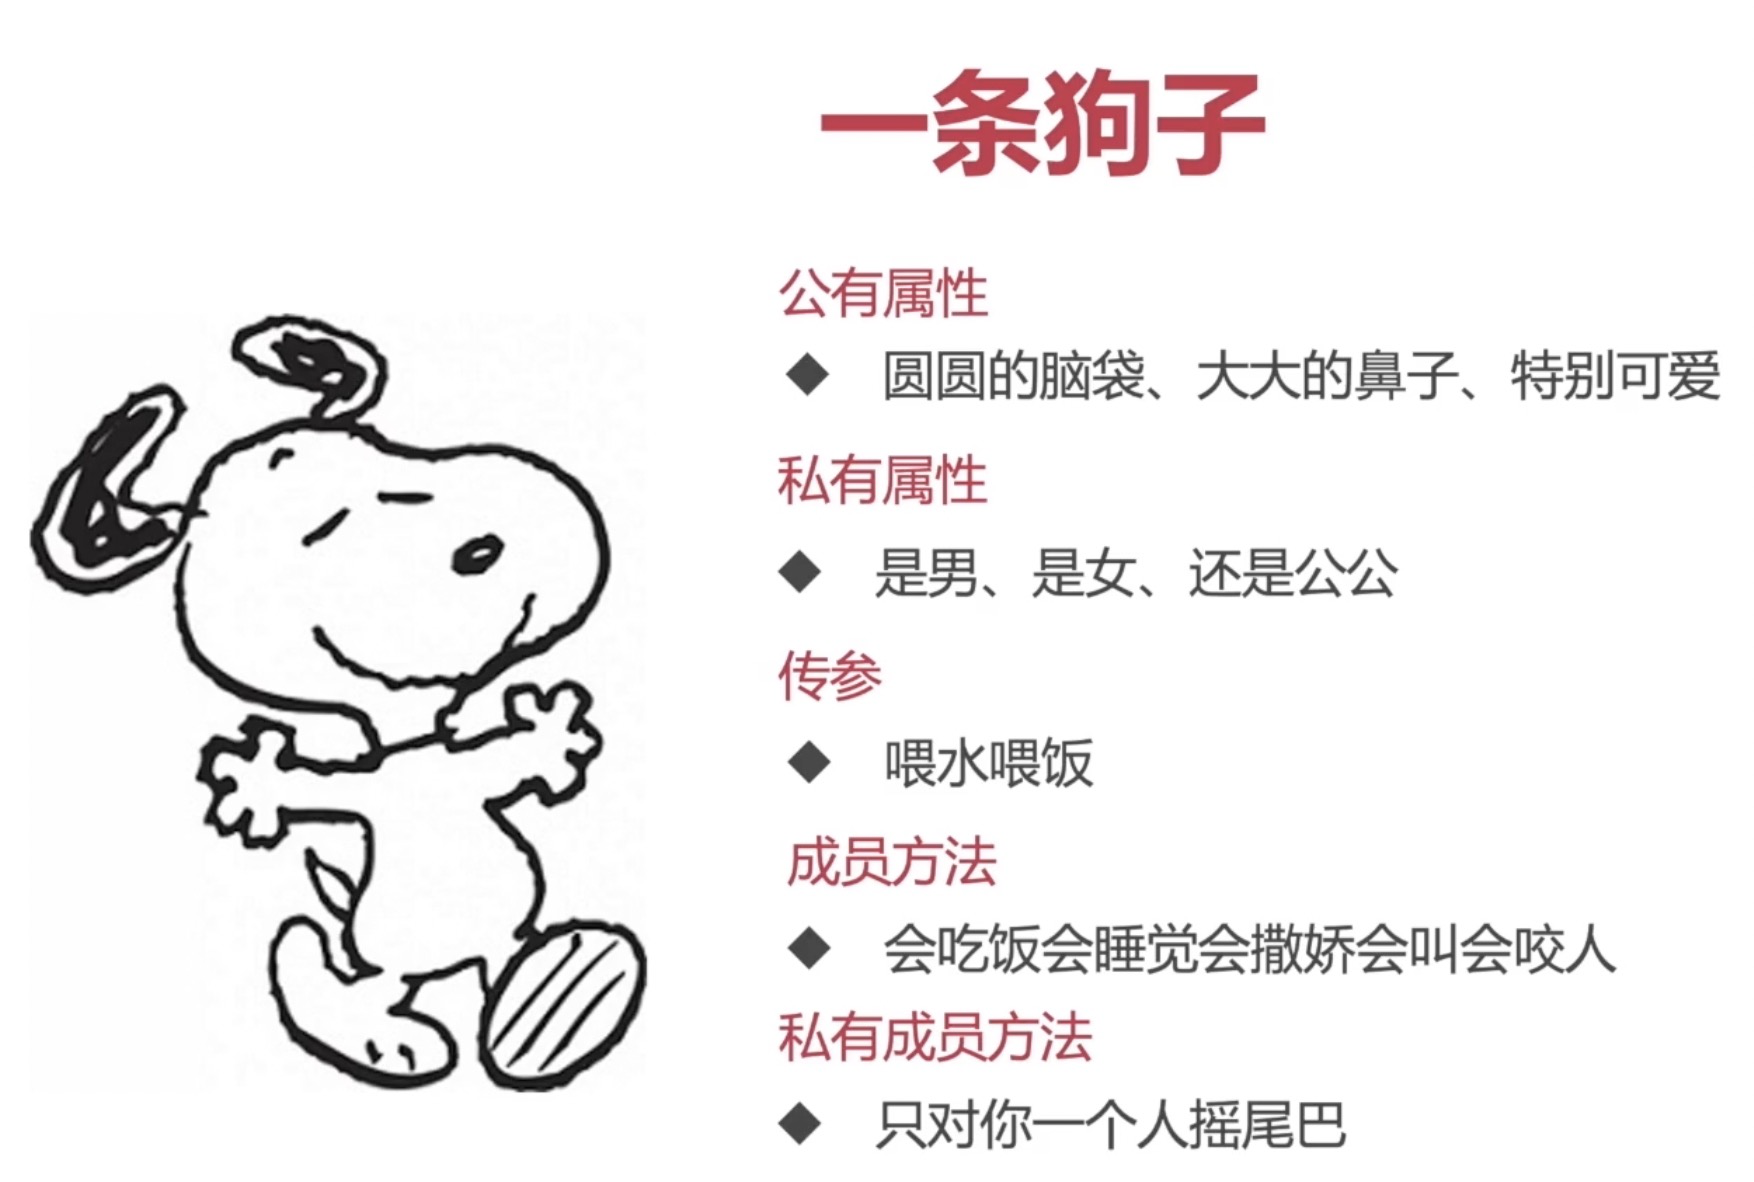 一条狗子
公有属性
◆ 圆圆的脑袋、大大的鼻子、特别可爱
私有属性
◆ 是男、是女、还是公公
传参
◆ 喂水喂饭
成员方法
◆ 会吃饭会睡觉会撒娇会叫会咬人
私有成员方法
◆ 只对你一个人摇尾巴